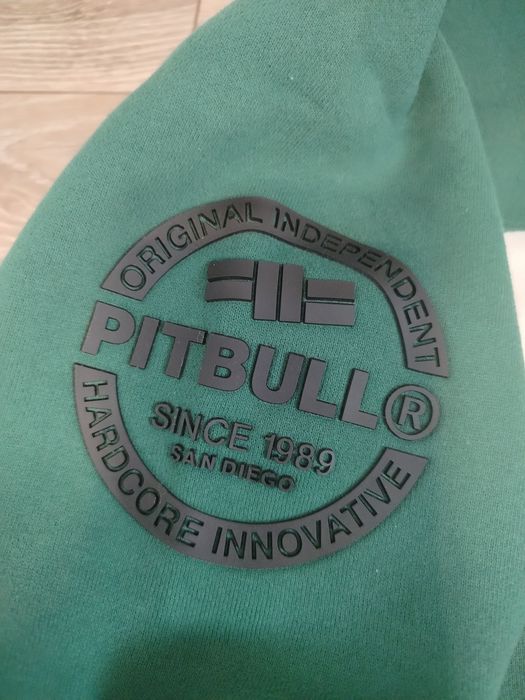 ORIGINAL INDEPENDENT
PITBULL®
SINCE 1989
SAN DIEGO
HARDCORE INNOVATIVE